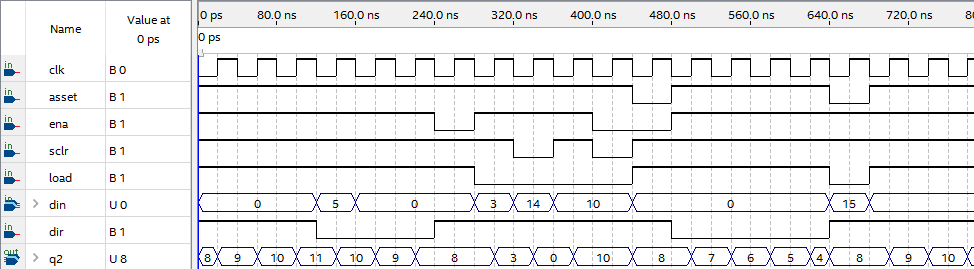 Name Value at 0 ps 0 ps 80.0 ns 160.0 ns 240.0 ns 320.0 ns 400.0 ns 480.0 ns 560.0 ns 640.0 ns 720.0 ns 80
0 ps
in clk B 0
in asset B 1
in ena B 1
in sclr B 1
in load B 1
in > din U 0 0 5 0 3 14 10 0 15
in dir B 1
out > q2 U 8 8 9 10 11 10 9 8 3 0 10 8 7 6 5 4 8 9 10